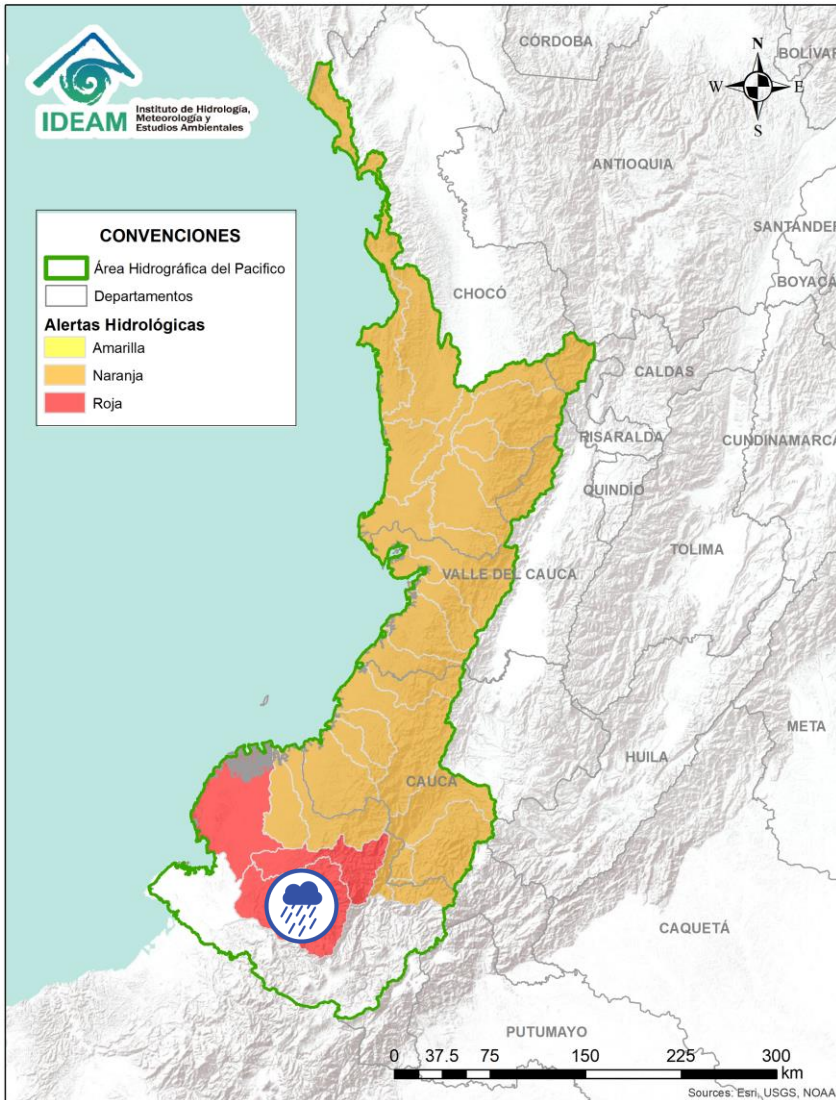 IDEAM
Instituto de Hidrología,
Meteorología y
Estudios Ambientales
CÓRDOBA
BOLÍVAR
N
W
E
S
ANTIOQUIA
SANTANDER
BOYACÁ
CONVENCIONES
Área Hidrográfica del Pacifico
Departamentos
Alertas Hidrológicas
Amarilla
Naranja
Roja
CHOCÓ
CALDAS
RISARALDA
CUNDINAMARCA
QUINDÍO
TOLIMA
VALLE DEL CAUCA
META
HUILA
CAUCA
CAQUETÁ
PUTUMAYO
0 37.5 75 150 225 300
km
Sources: Esri, USGS, NOAA